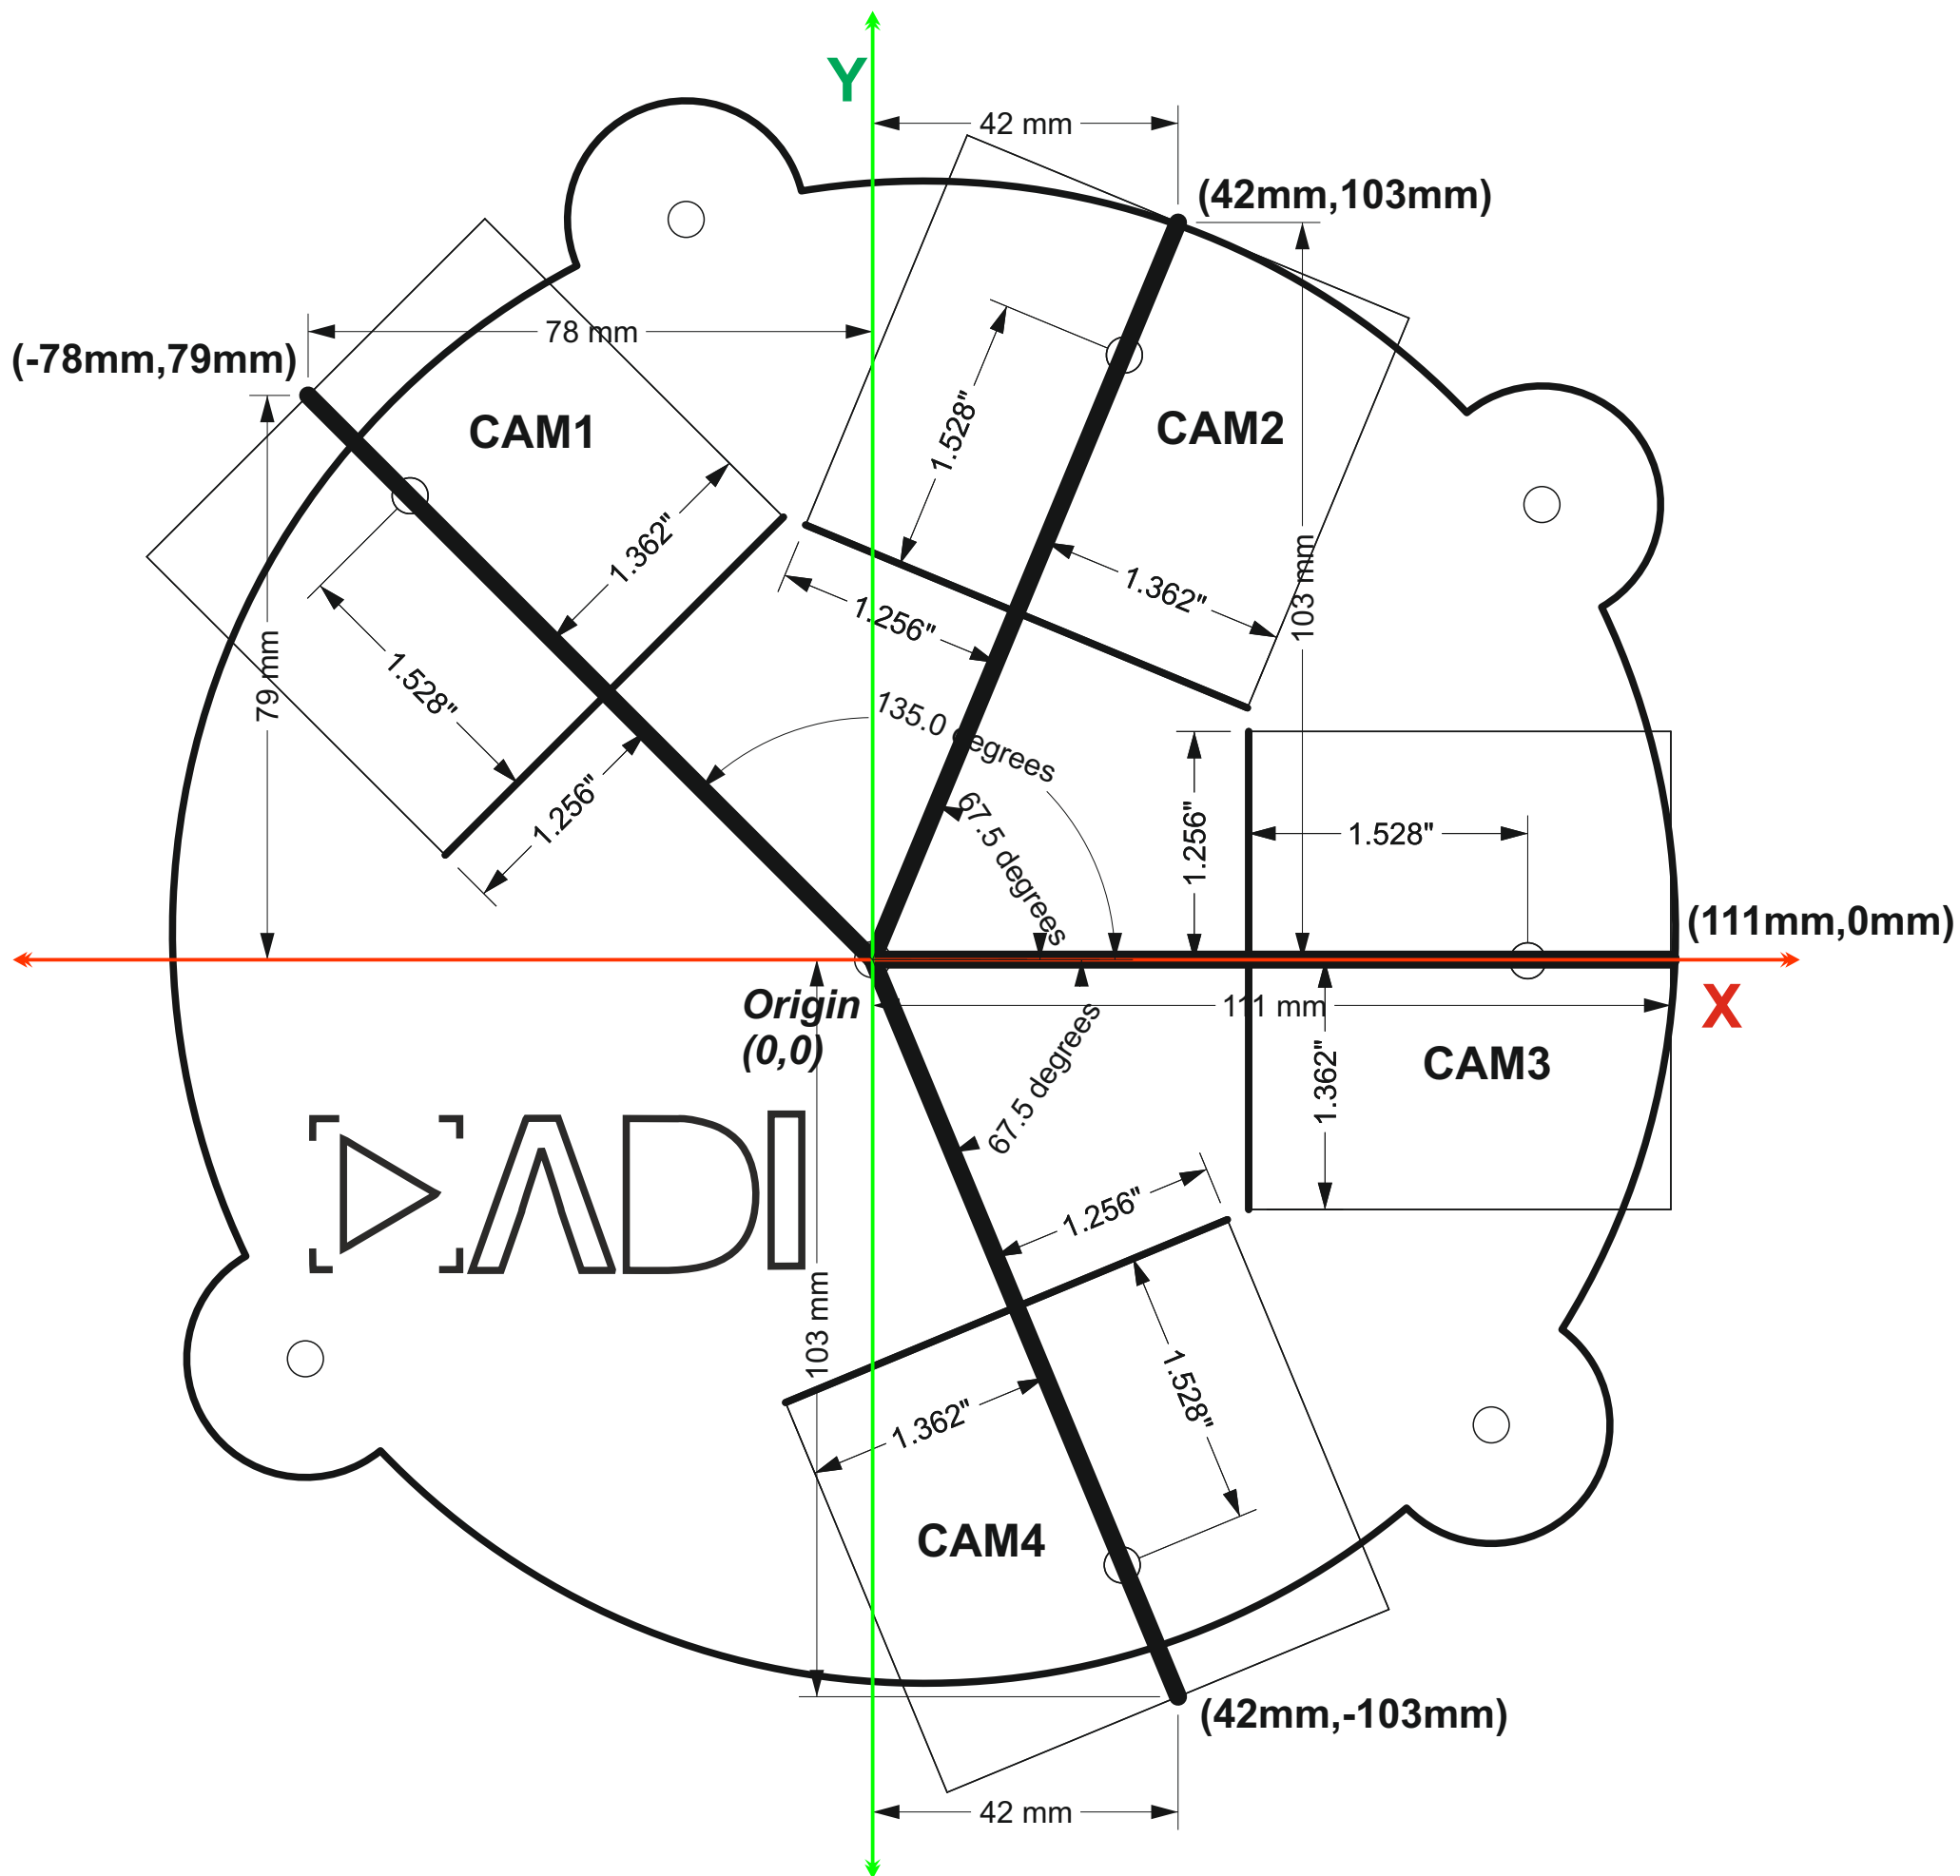 Y
42 mm
(42mm,103mm)
78 mm
(-78mm,79mm)
CAM1
CAM2
1.528"
1.362"
1.362"
103 mm
1.256"
79 mm
1.528"
135.0 degrees
1.256"
67.5 degrees
1.256"
1.528"
(111mm,0mm)
Origin
(0,0)
111 mm
X
67.5 degrees
1.362"
CAM3
ADI
1.256"
103 mm
1.528"
1.362"
CAM4
(42mm,-103mm)
42 mm